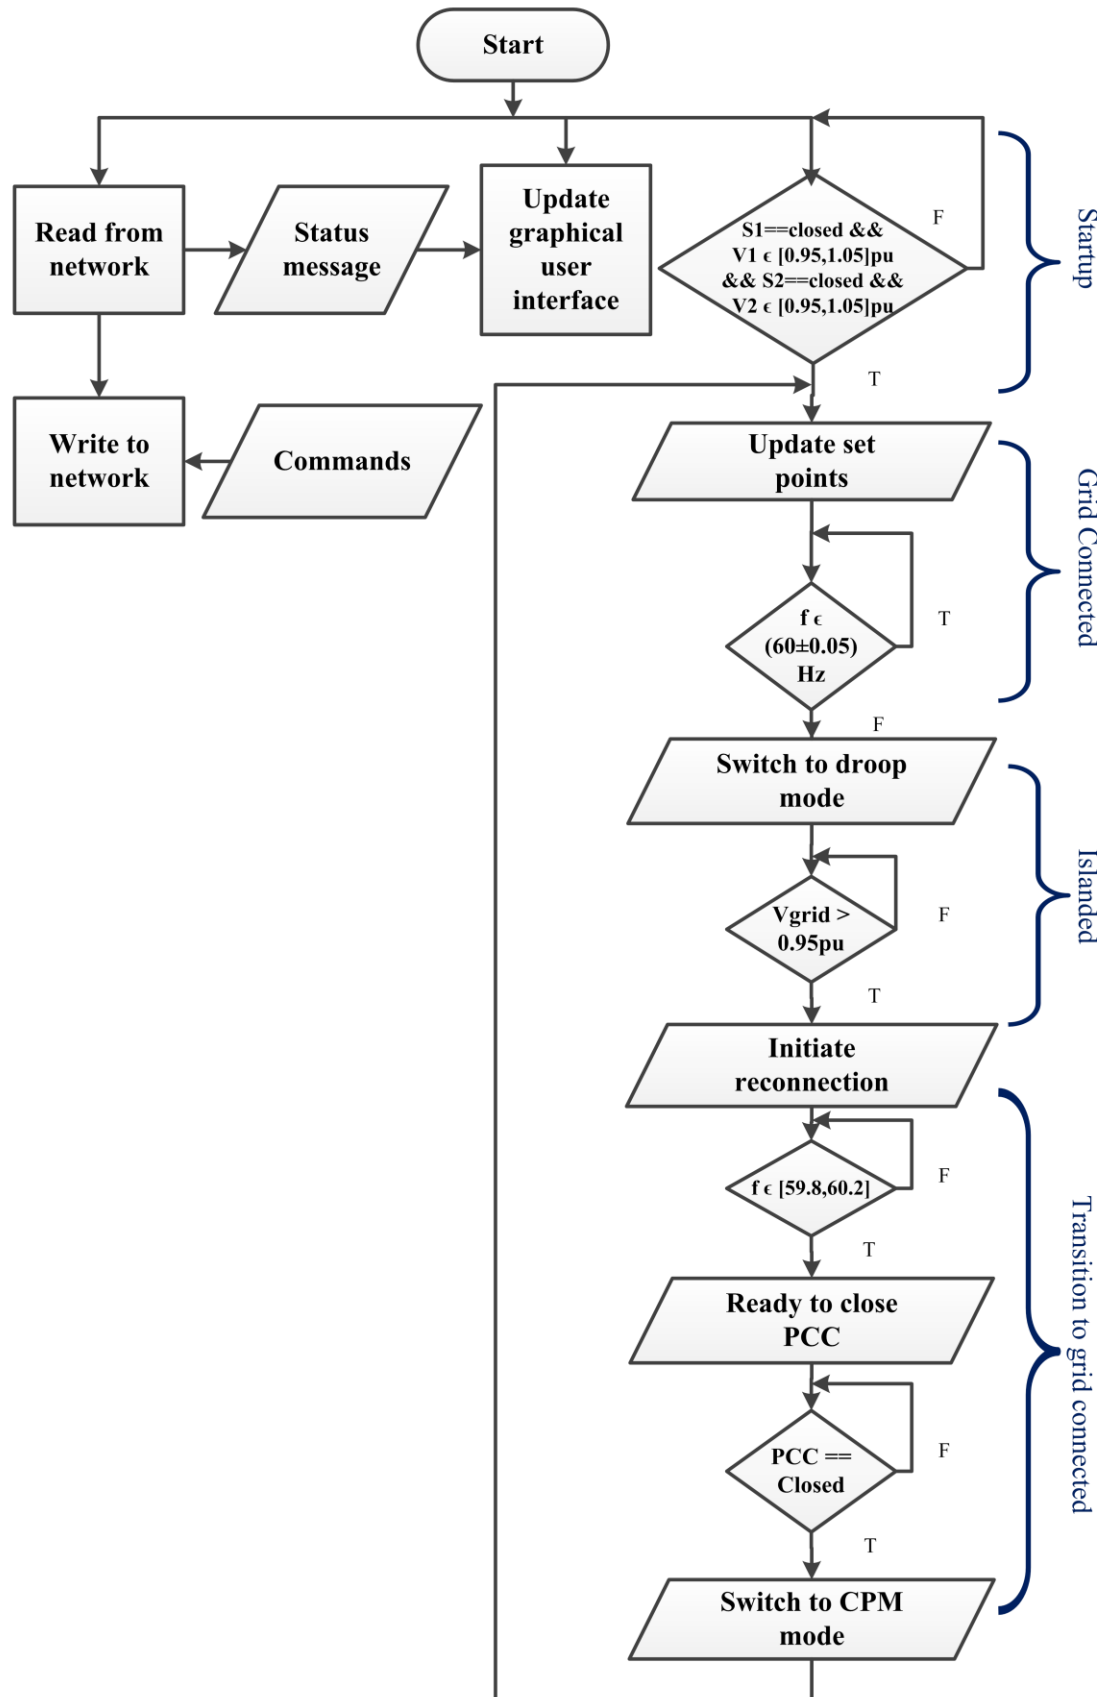 Start
Read from
network
Status
message
Update
graphical
user
interface
S1==closed &&
V1 ϵ [0.95,1.05]pu
&& S2==closed &&
V2 ϵ [0.95,1.05]pu
F
T
Startup
Write to
network
Commands
Update set
points
f ϵ
(60±0.05)
Hz
T
F
Grid Connected
Switch to droop
mode
Vgrid >
0.95pu
F
T
Islanded
Initiate
reconnection
f ϵ [59.8,60.2]
F
T
Ready to close
PCC
PCC ==
Closed
F
T
Switch to CPM
mode
Transition to grid connected